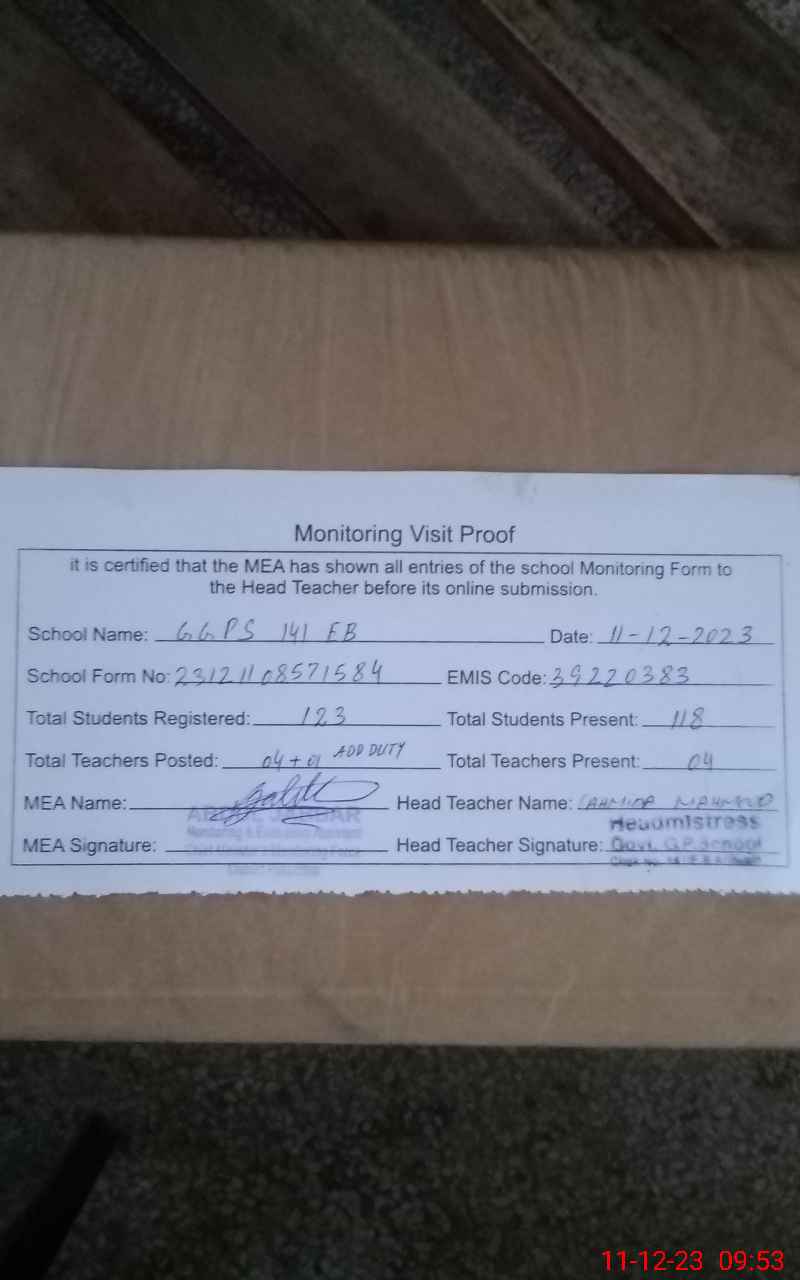 Monitoring Visit Proof
it is certified that the MEA has shown all entries of the school Monitoring Form to
the Head Teacher before its online submission.
School Name: GGPS 141 EB Date: 11-12-2023
School Form No: 23121108571584 EMIS Code: 39220383
Total Students Registered: 123 Total Students Present: 118
Total Teachers Posted: 04+01 ADD DUTY Total Teachers Present: 04
MEA Name: Head Teacher Name: MAHMOOD
Headmistress
MEA Signature: Head Teacher Signature: Govt. G.P. School
11-12-23 09:53